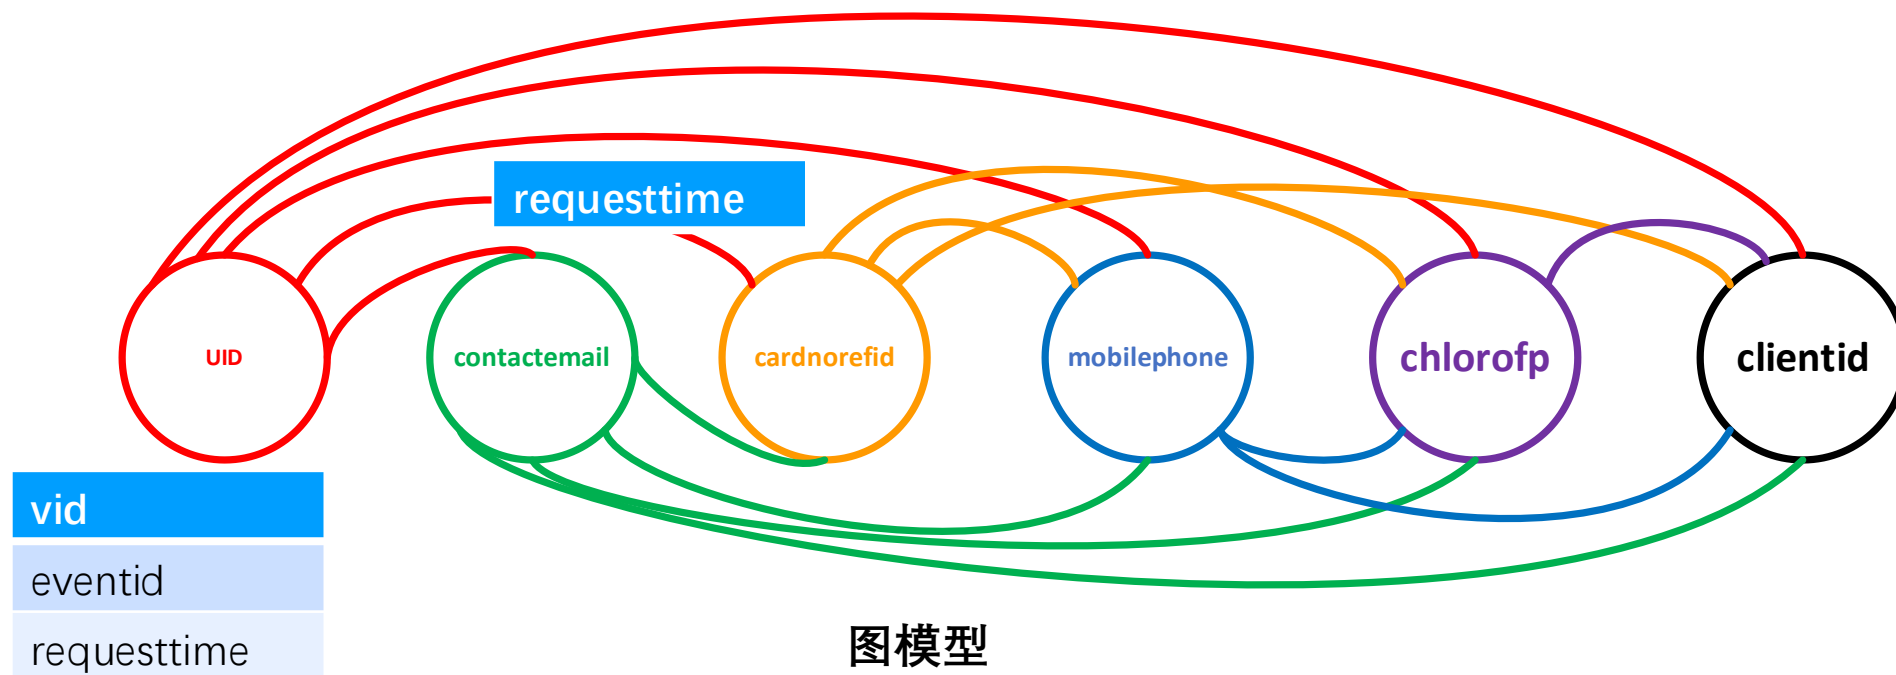 requesttime
UID
contactemail
cardnorefid
mobilephone
chlorofp
clientid
vid
eventid
requesttime
图模型